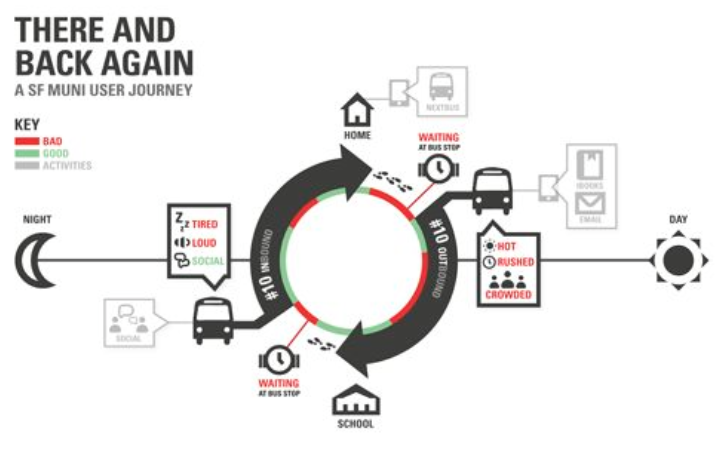 THERE AND
BACK AGAIN
A SF MUNI USER JOURNEY
KEY
BAD
GOOD
ACTIVITIES
NEXTBUS
HOME
WAITING
AT BUS STOP
IBOOKS
EMAIL
NIGHT
Z Z Z TIRED
LOUD
SOCIAL
#10 INBOUND
#10 OUTBOUND
HOT
RUSHED
CROWDED
DAY
SOCIAL
WAITING
AT BUS STOP
SCHOOL